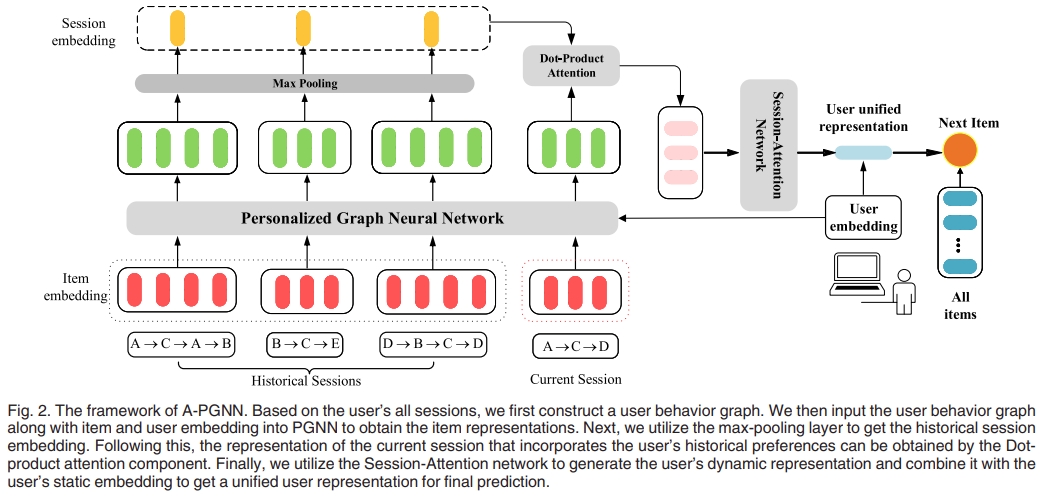 Session
embedding
Max Pooling
Dot-Product
Attention
Session-Attention
Network
User unified
representation
Next Item
Personalized Graph Neural Network
User
embedding
Item
embedding
All
items
A→C→A→B
B→C→E
D→B→C→D
A→C→D
Historical Sessions
Current Session
Fig. 2. The framework of A-PGNN. Based on the user's all sessions, we first construct a user behavior graph. We then input the user behavior graph
along with item and user embedding into PGNN to obtain the item representations. Next, we utilize the max-pooling layer to get the historical session
embedding. Following this, the representation of the current session that incorporates the user's historical preferences can be obtained by the Dot-
product attention component. Finally, we utilize the Session-Attention network to generate the user's dynamic representation and combine it with the
user's static embedding to get a unified user representation for final prediction.